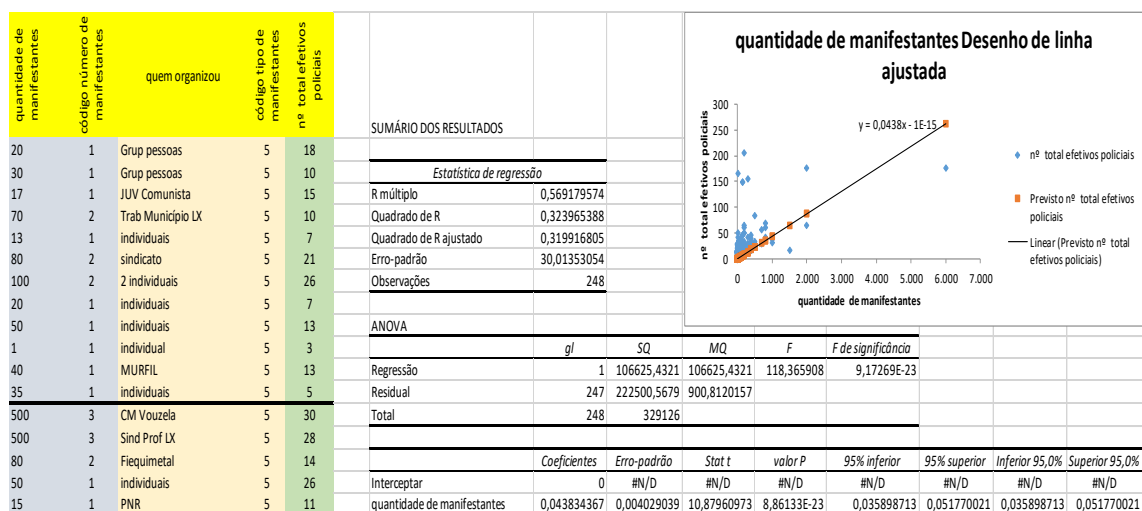 quantidade de manifestantes
código número de manifestantes
quem organizou
código tipo de manifestantes
nº total efetivos policiais
20 1 Grup pessoas 5 18
30 1 Grup pessoas 5 10
17 1 JUV Comunista 5 15
70 2 Trab Município LX 5 10
13 1 individuais 5 7
80 2 sindicato 5 21
100 2 2 individuais 5 26
20 1 individuais 5 7
50 1 individuais 5 13
1 1 individual 5 3
40 1 MURFIL 5 13
35 1 individuais 5 5
500 3 CM Vouzela 5 30
500 3 Sind Prof LX 5 28
80 2 Fiequimetal 5 14
50 1 individuais 5 26
15 1 PNR 5 11
SUMÁRIO DOS RESULTADOS
Estatística de regressão
R múltiplo 0,569179574
Quadrado de R 0,323965388
Quadrado de R ajustado 0,319916805
Erro-padrão 30,01353054
Observações 248
ANOVA
gl SQ MQ F F de significância
Regressão 1 106625,4321 106625,4321 118,365908 9,17269E-23
Residual 247 222500,5679 900,8120157
Total 248 329126
Coeficientes Erro-padrão Stat t valor P 95% inferior 95% superior Inferior 95,0% Superior 95,0%
Interceptar 0 #N/D #N/D #N/D #N/D #N/D #N/D #N/D
quantidade de manifestantes 0,043834367 0,004029039 10,87960973 8,86133E-23 0,035898713 0,051770021 0,035898713 0,051770021
quantidade de manifestantes Desenho de linha
ajustada
nº total efetivos policiais
300
250
200
150
100
50
0
y = 0,0438x - 1E-15
0 1.000 2.000 3.000 4.000 5.000 6.000 7.000
quantidade de manifestantes
nº total efetivos policiais
Previsto nº total efetivos
policiais
Linear (Previsto nº total
efetivos policiais)